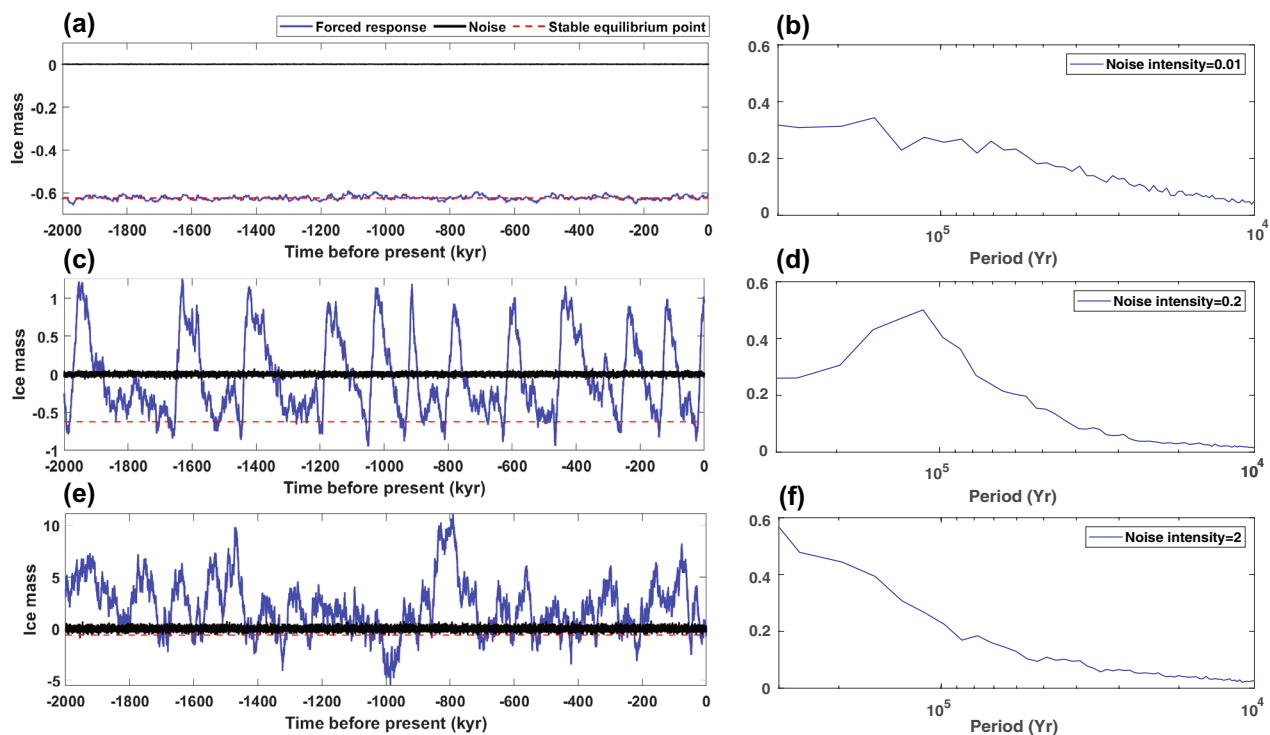 (a)
Forced response Noise Stable equilibrium point
Ice mass
0
-0.2
-0.4
-0.6
-2000 -1800 -1600 -1400 -1200 -1000 -800 -600 -400 -200 0
Time before present (kyr)
(b)
0.6
0.4
0.2
0
Noise intensity=0.01
10^5 10^4
Period (Yr)
(c)
Ice mass
1
0.5
0
-0.5
-1
-2000 -1800 -1600 -1400 -1200 -1000 -800 -600 -400 -200 0
Time before present (kyr)
(d)
0.6
0.4
0.2
0
Noise intensity=0.2
10^5 10^4
Period (Yr)
(e)
Ice mass
10
5
0
-5
-2000 -1800 -1600 -1400 -1200 -1000 -800 -600 -400 -200 0
Time before present (kyr)
(f)
0.6
0.4
0.2
0
Noise intensity=2
10^5 10^4
Period (Yr)